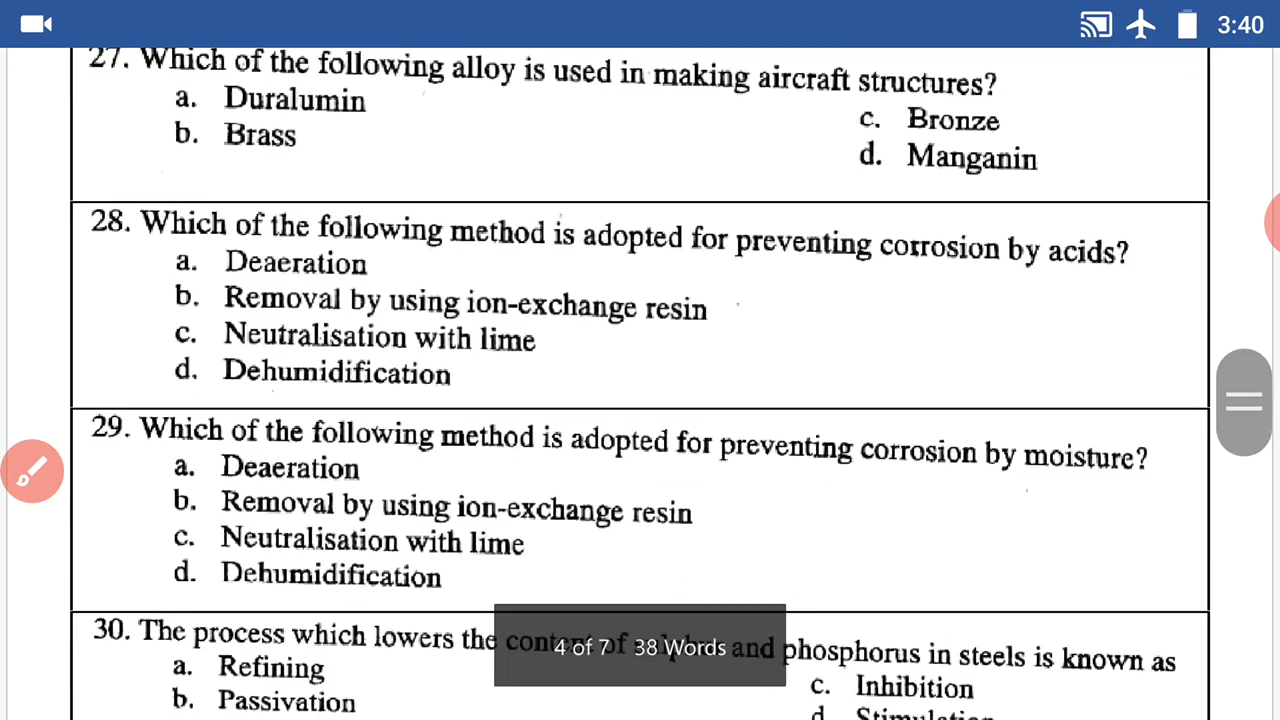 3:40
27. Which of the following alloy is used in making aircraft structures?
a. Duralumin
b. Brass
c. Bronze
d. Manganin
28. Which of the following method is adopted for preventing corrosion by acids?
a. Deaeration
b. Removal by using ion-exchange resin
c. Neutralisation with lime
d. Dehumidification
29. Which of the following method is adopted for preventing corrosion by moisture?
a. Deaeration
b. Removal by using ion-exchange resin
c. Neutralisation with lime
d. Dehumidification
30. The process which lowers the content of sulphur and phosphorus in steels is known as
4 of 7 38 Words
a. Refining
b. Passivation
c. Inhibition
d. Stimulation